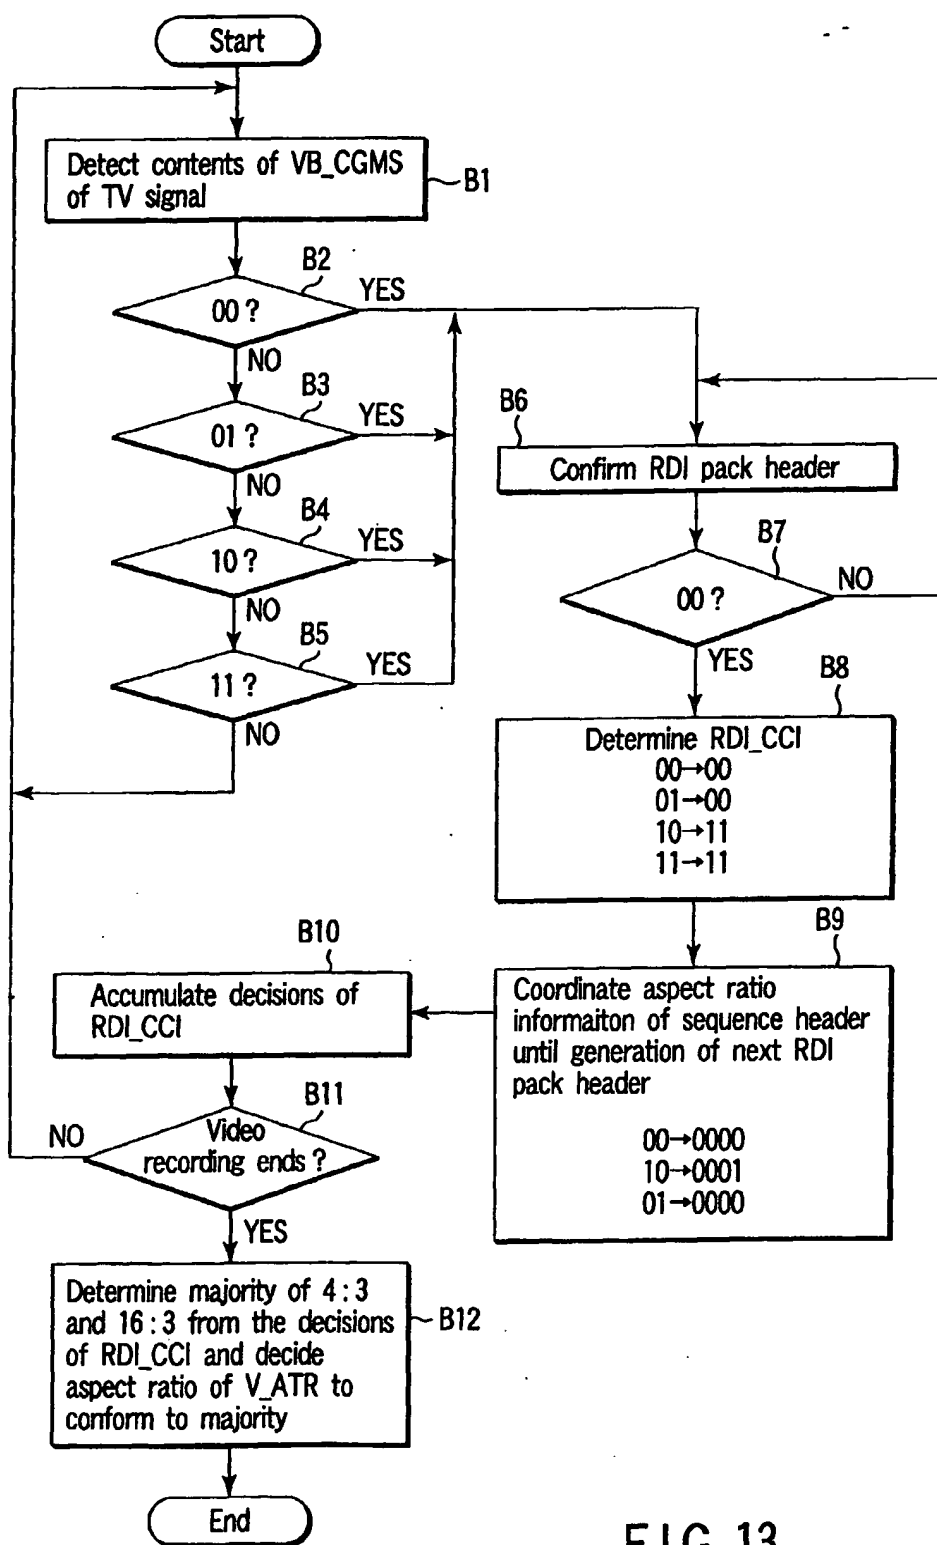 Start
Detect contents of VB_CGMS
of TV signal
B1
B2
00 ?
YES
NO
B3
01 ?
YES
NO
B4
10 ?
YES
NO
B5
11 ?
YES
NO
B6
Confirm RDI pack header
B7
00 ?
NO
YES
B8
Determine RDI_CCI
00→00
01→00
10→11
11→11
B9
Coordinate aspect ratio
informaiton of sequence header
until generation of next RDI
pack header
00→0000
10→0001
01→0000
B10
Accumulate decisions of
RDI_CCI
B11
Video
recording ends ?
NO
YES
Determine majority of 4 : 3
and 16 : 3 from the decisions
of RDI_CCI and decide
aspect ratio of V_ATR to
conform to majority
B12
End
FIG. 13